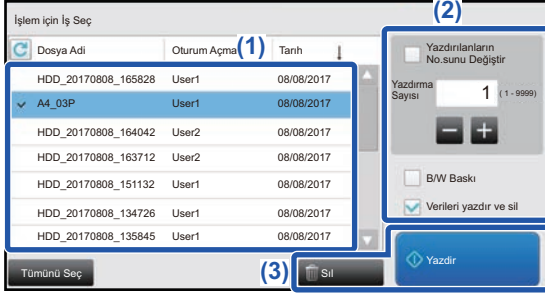 İşlem için İş Seç
(2)
Dosya Adi
Oturum Açma
(1)
Tarıh
HDD_20170808_165828 User1 08/08/2017
A4_03P User1 08/08/2017
HDD_20170808_164042 User2 08/08/2017
HDD_20170808_163712 User2 08/08/2017
HDD_20170808_151132 User1 08/08/2017
HDD_20170808_134726 User1 08/08/2017
HDD_20170808_135845 User1 08/08/2017
Yazdırılanların
No.sunu Değiştir
Yazdırma
Sayısı
1 (1 - 9999)
B/W Baskı
Verileri yazdır ve sil
Tümünü Seç
(3)
Sıl
Yazdir